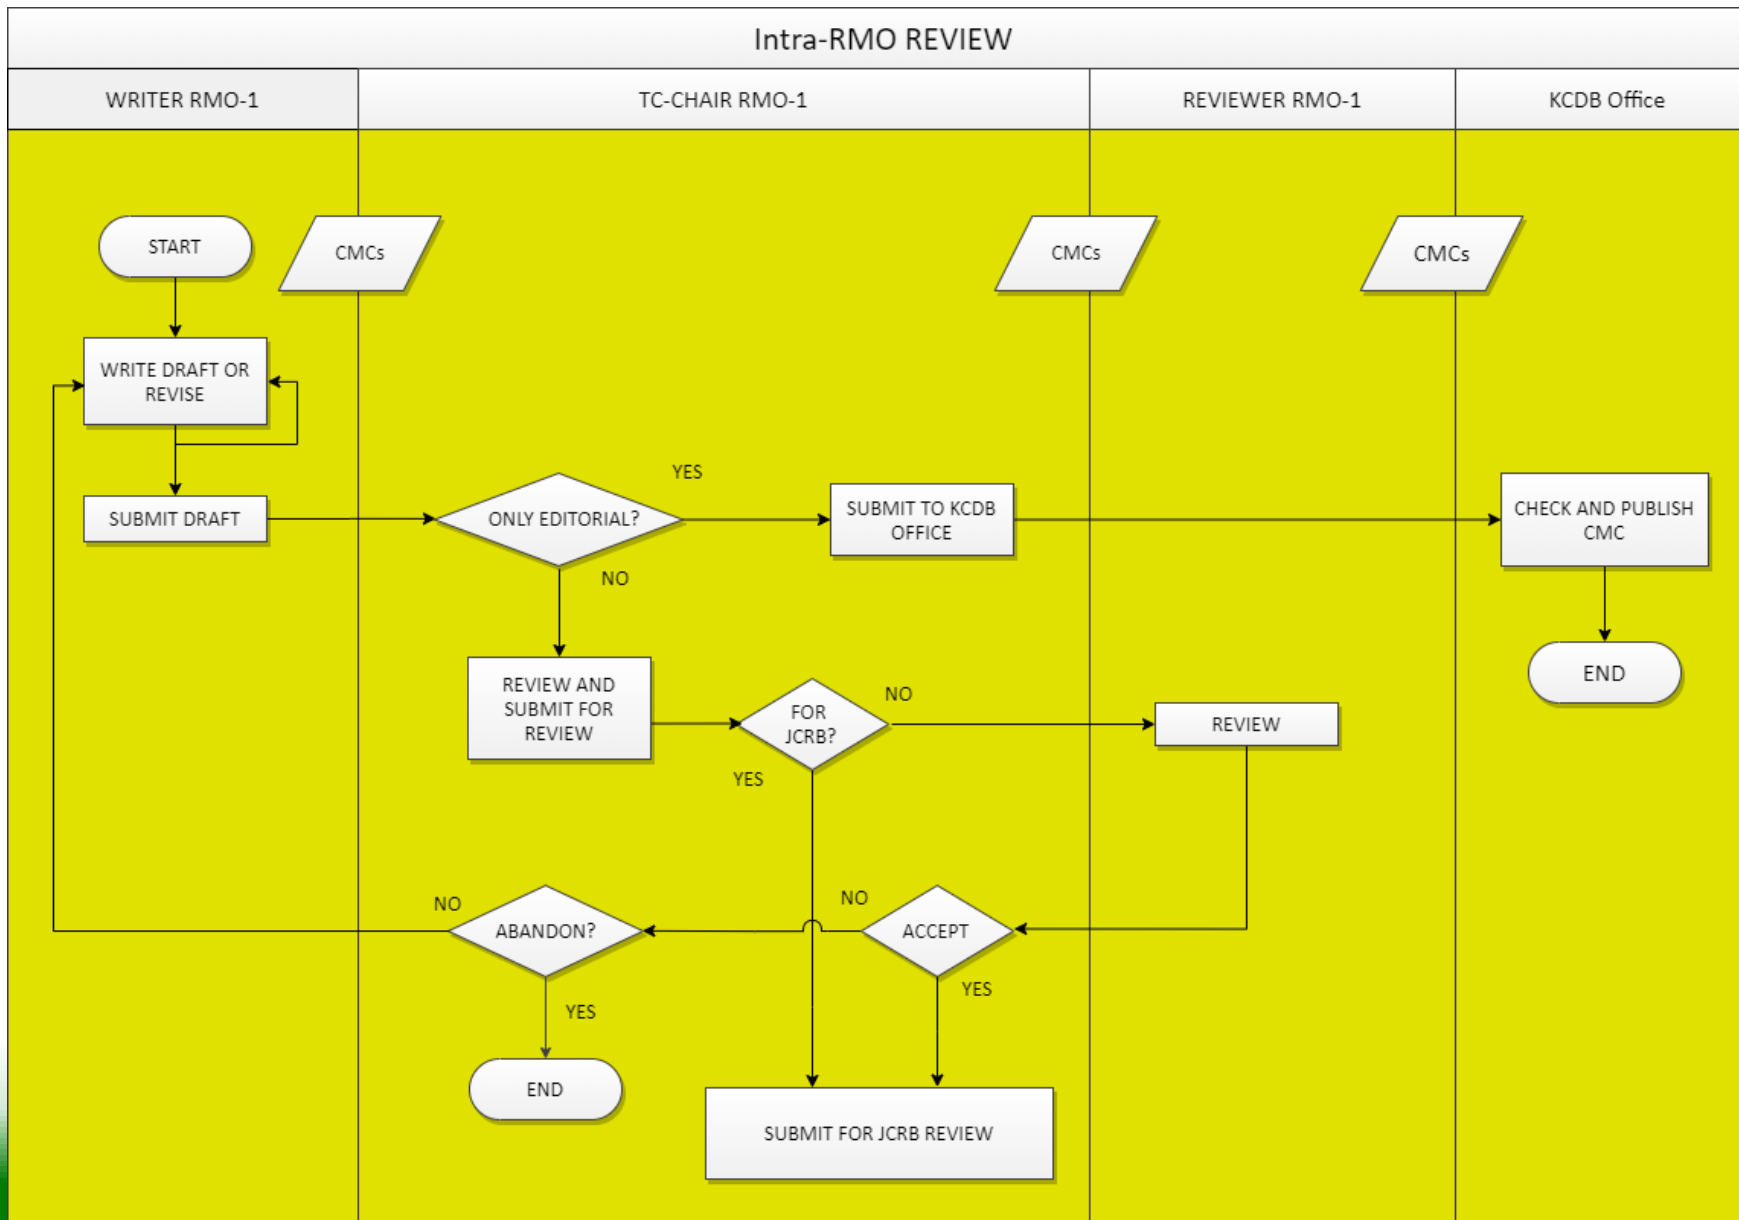 Intra-RMO REVIEW
WRITER RMO-1
TC-CHAIR RMO-1
REVIEWER RMO-1
KCDB Office
START
CMCs
CMCs
CMCs
WRITE DRAFT OR
REVISE
YES
SUBMIT DRAFT
ONLY EDITORIAL?
SUBMIT TO KCDB
OFFICE
CHECK AND PUBLISH
CMC
NO
REVIEW AND
SUBMIT FOR
REVIEW
FOR
JCRB?
NO
REVIEW
END
YES
NO
ABANDON?
NO
ACCEPT
YES
YES
END
SUBMIT FOR JCRB REVIEW